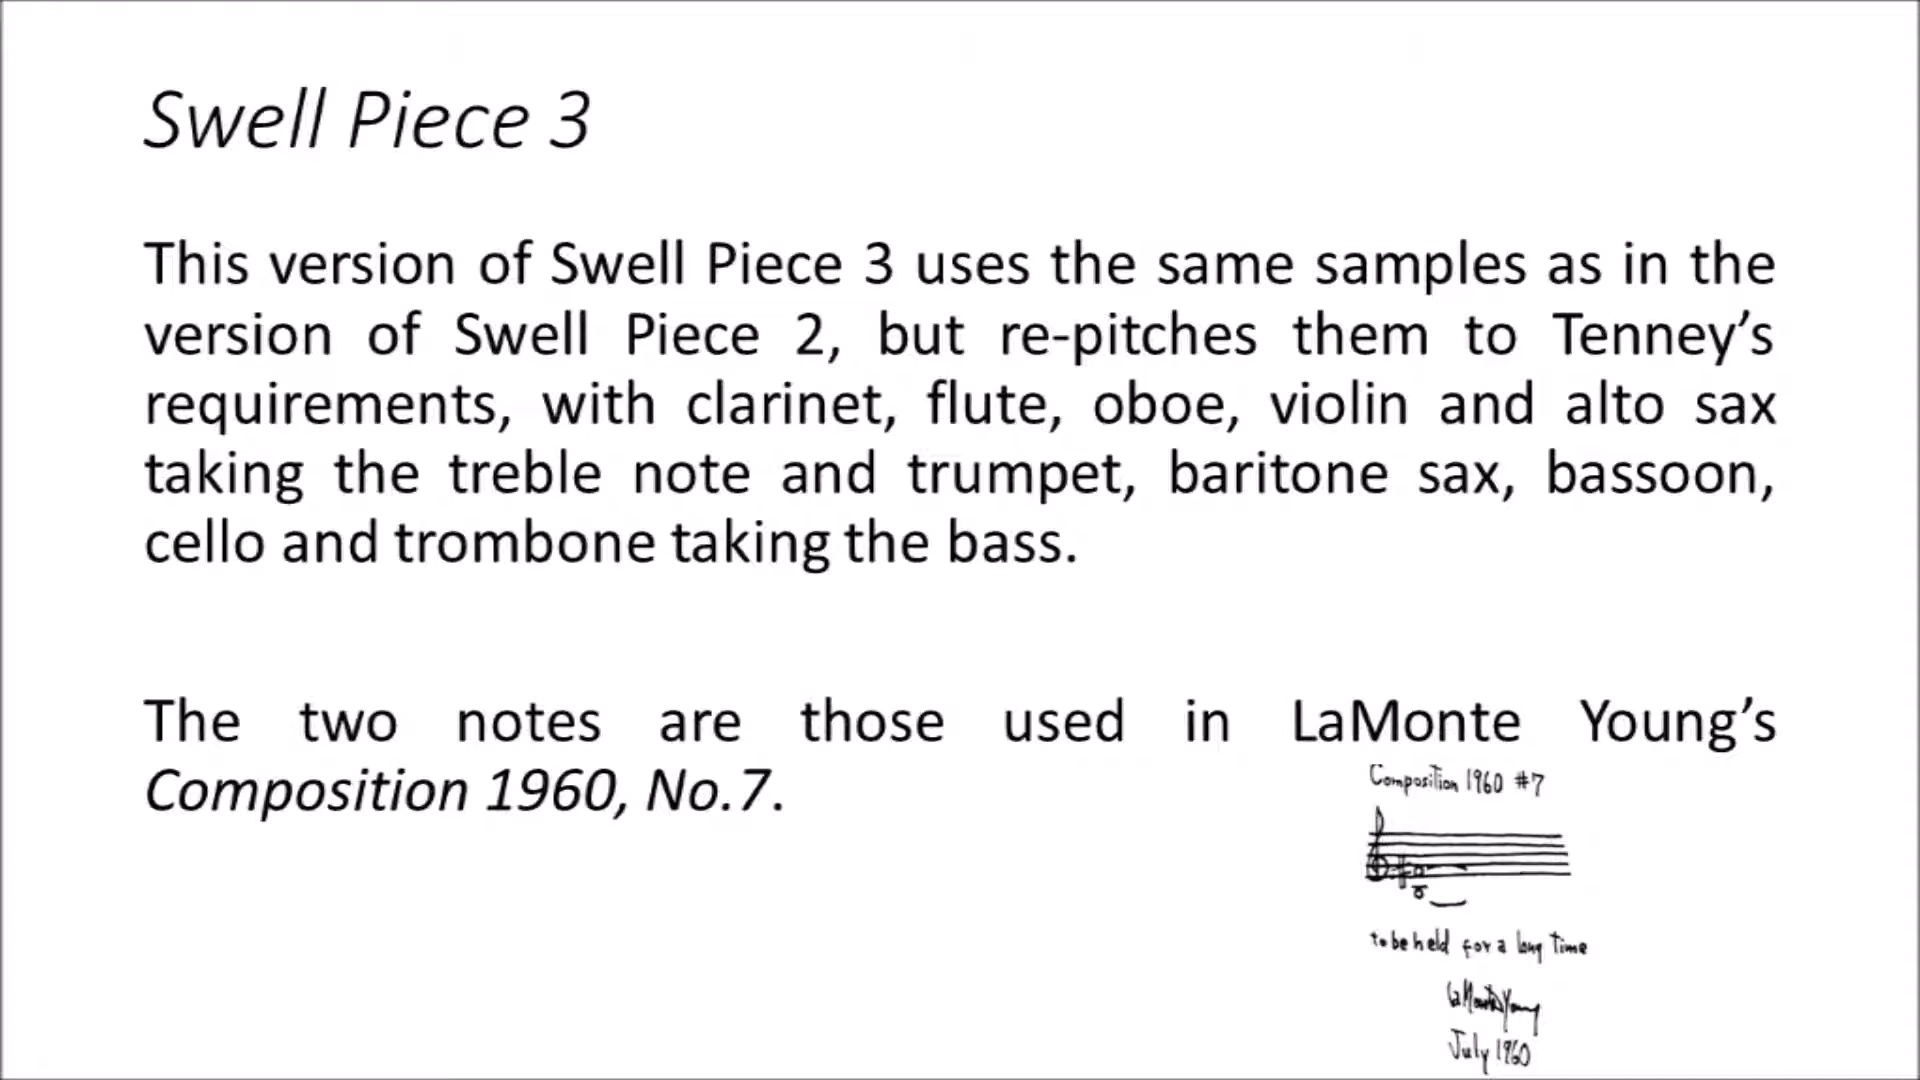 Swell Piece 3
This version of Swell Piece 3 uses the same samples as in the
version of Swell Piece 2, but re-pitches them to Tenney’s
requirements, with clarinet, flute, oboe, violin and alto sax
taking the treble note and trumpet, baritone sax, bassoon,
cello and trombone taking the bass.
The two notes are those used in LaMonte Young’s
Composition 1960, No.7.
Composition 1960 #7
to be held for a long time
La Monte Young
July 1960